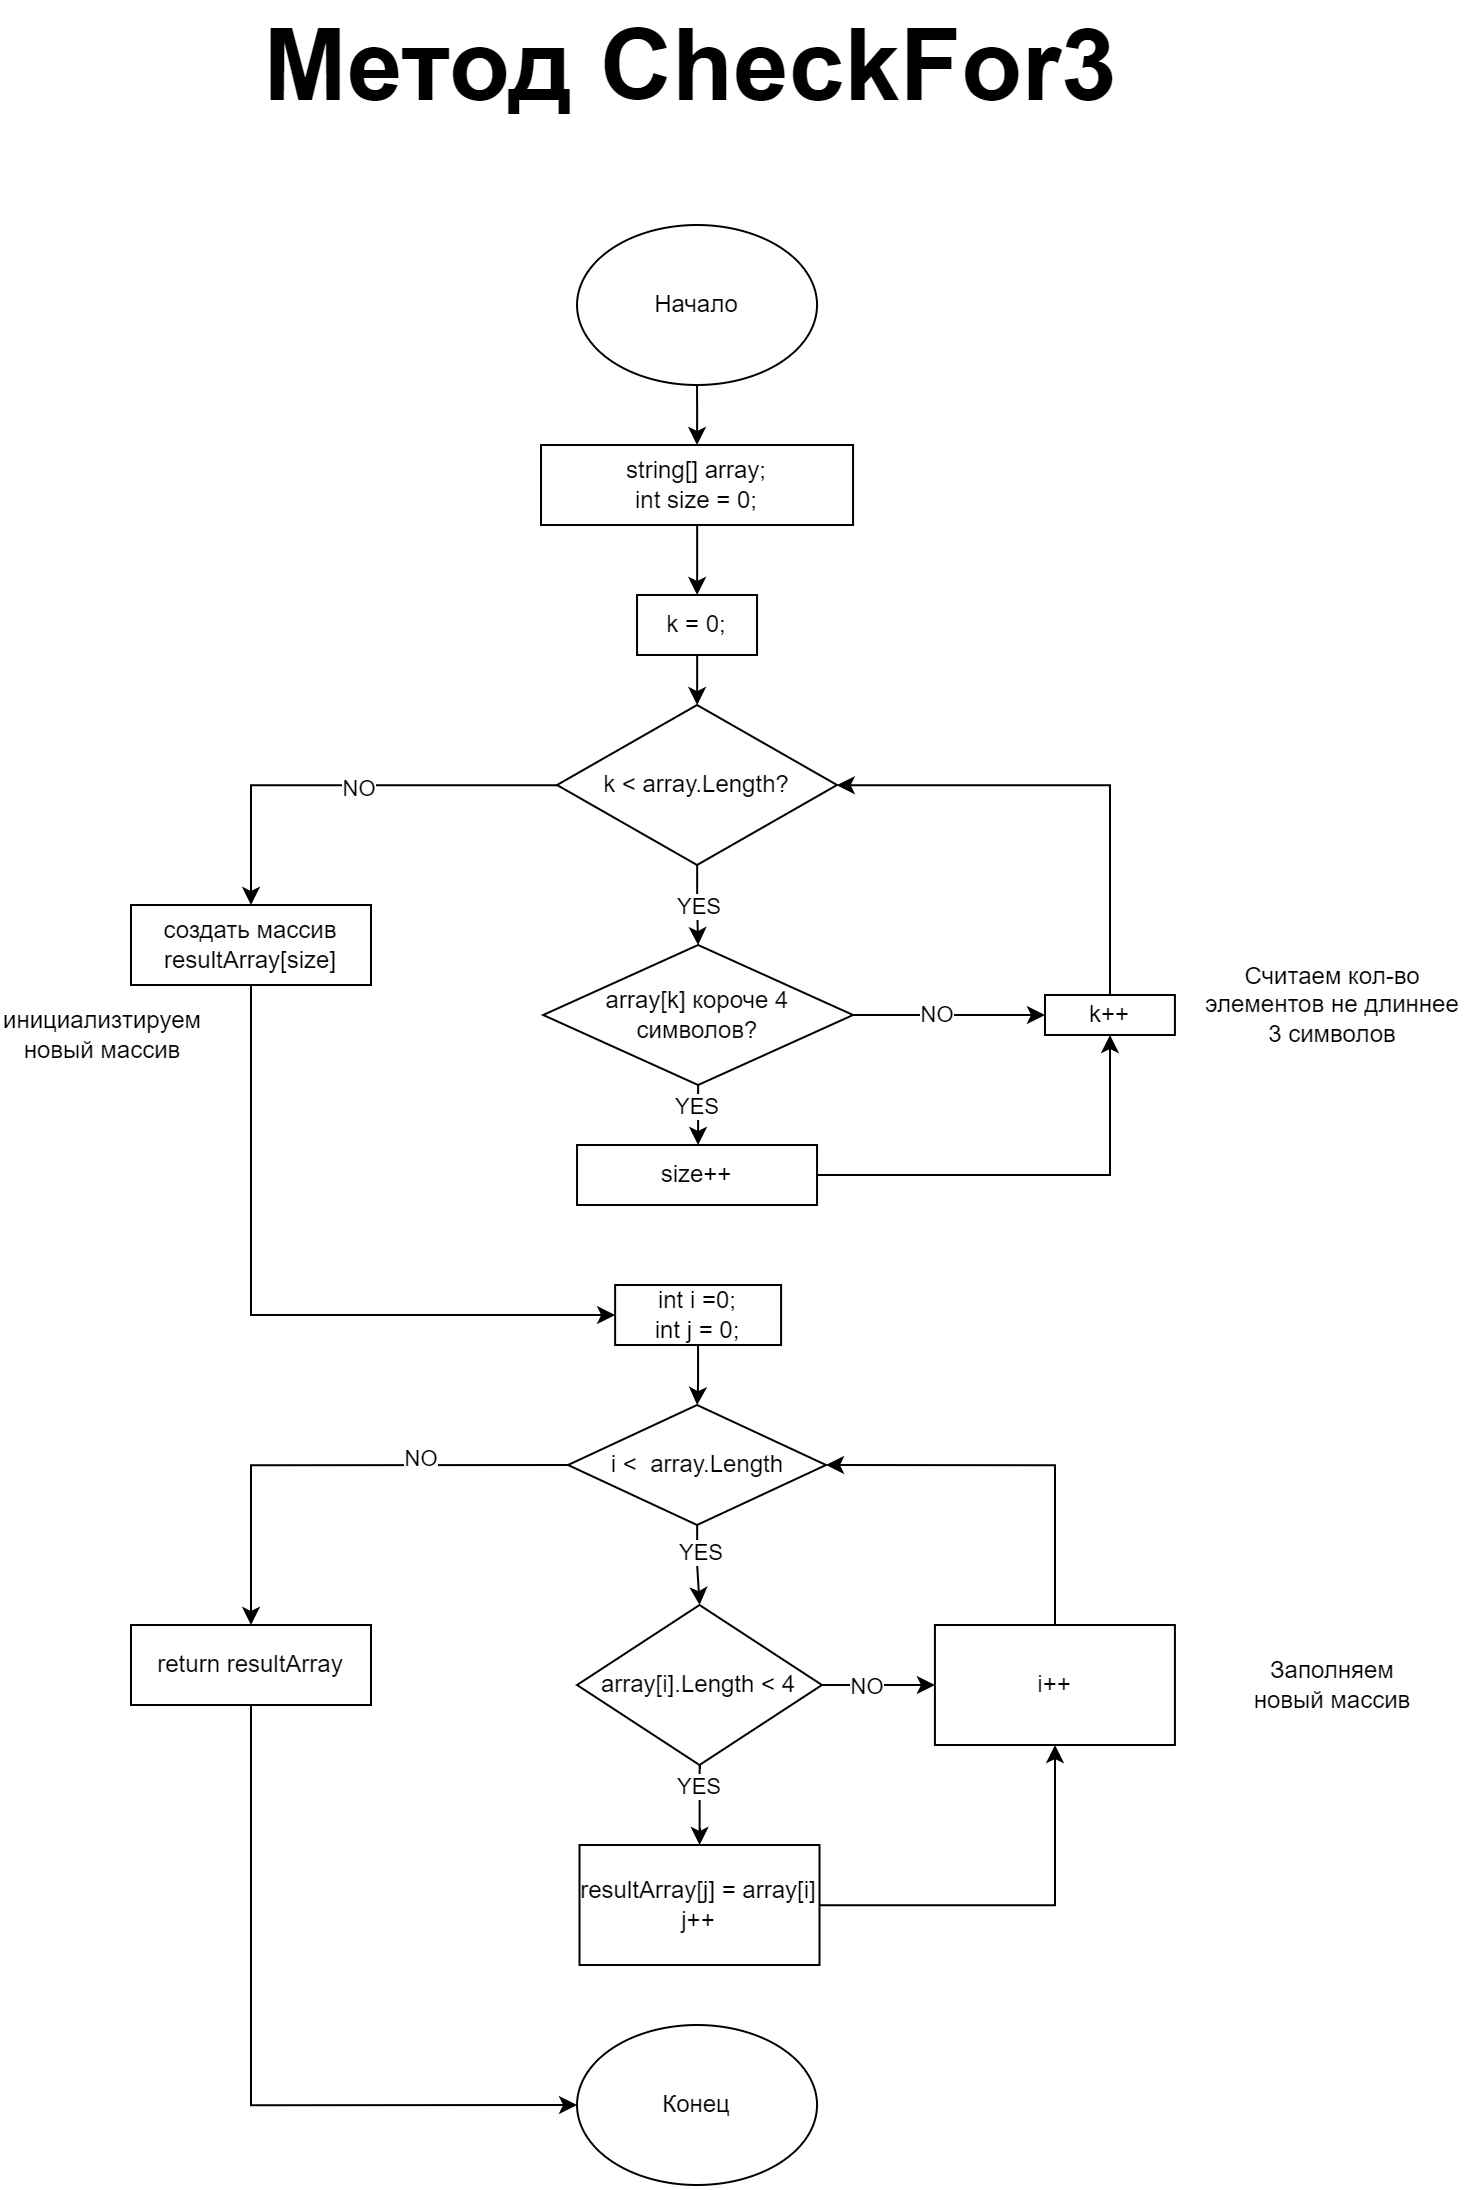 Метод CheckFor3
Начало
string[] array;
int size = 0;
k = 0;
k < array.Length?
NO
YES
создать массив
resultArray[size]
инициализтируем
новый массив
array[k] короче 4
символов?
NO
k++
Считаем кол-во
элементов не длиннее
3 символов
YES
size++
int i =0;
int j = 0;
i <  array.Length
NO
YES
return resultArray
array[i].Length < 4
NO
i++
Заполняем
новый массив
YES
resultArray[j] = array[i]
j++
Конец